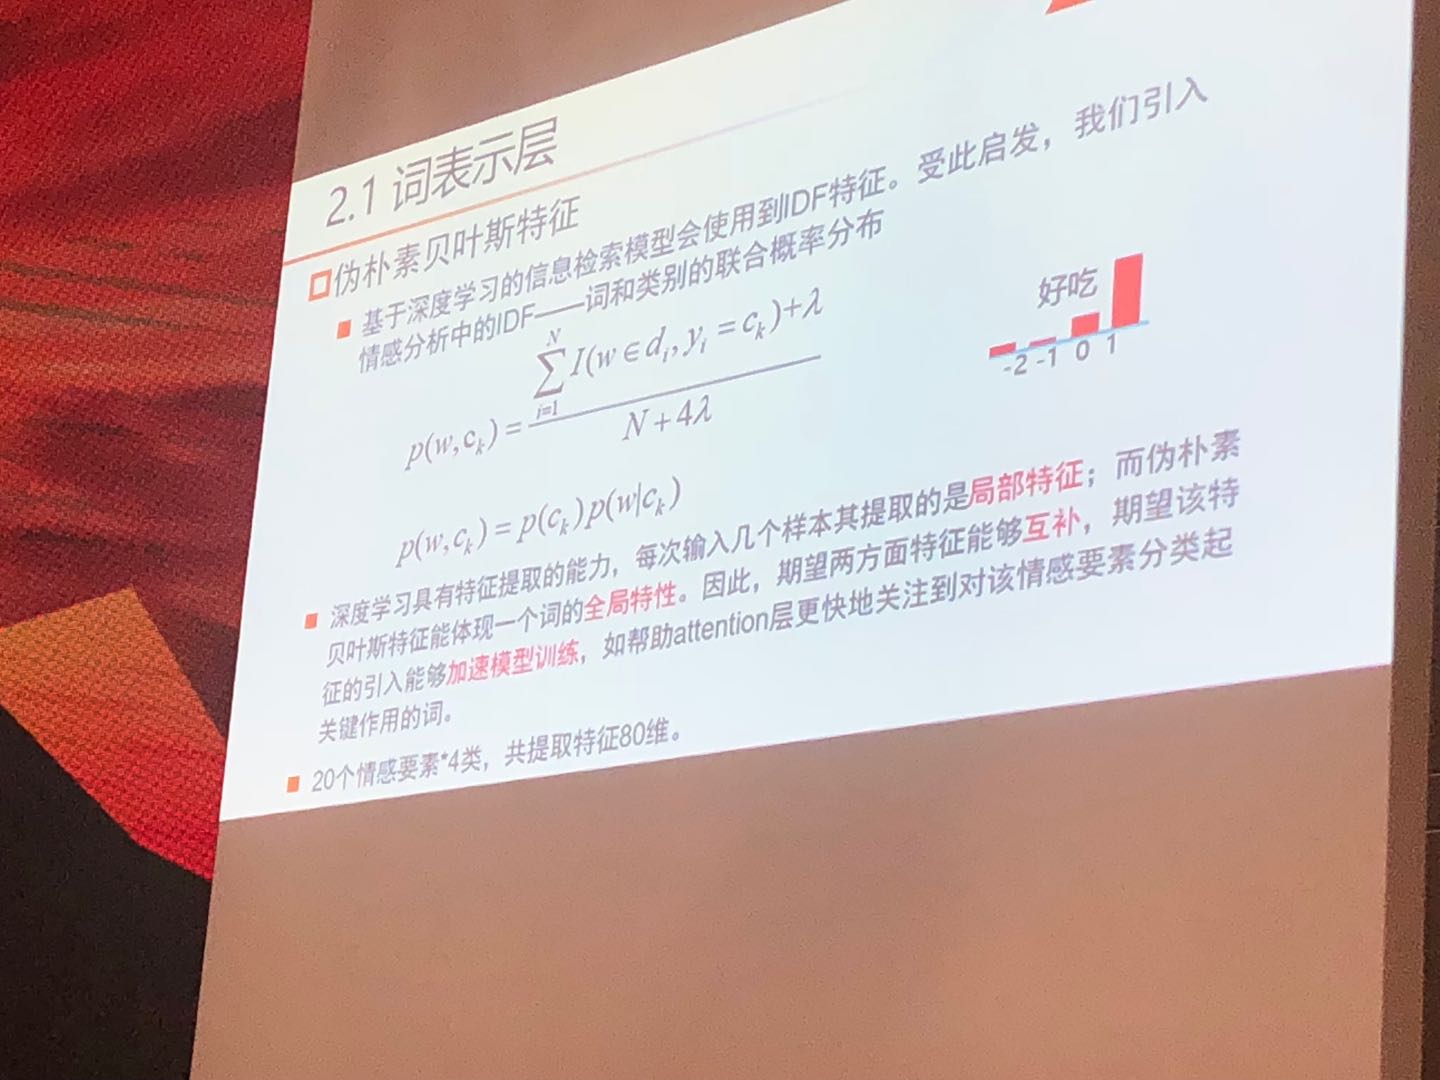 2.1 词表示层
伪朴素贝叶斯特征
基于深度学习的信息检索模型会使用到IDF特征。受此启发，我们引入
情感分析中的IDF——词和类别的联合概率分布
p(w,c_k) = (∑_{i=1}^{N} I(w∈d_i, y_i = c_k)+λ) / (N+4λ)
好吃
-2 -1 0 1
p(w,c_k) = p(c_k)p(w|c_k)
深度学习具有特征提取的能力，每次输入几个样本其提取的是局部特征；而伪朴素
贝叶斯特征能体现一个词的全局特性。因此，期望两方面特征能够互补，期望该特
征的引入能够加速模型训练，如帮助attention层更快地关注到对该情感要素分类起
关键作用的词。
20个情感要素*4类，共提取特征80维。